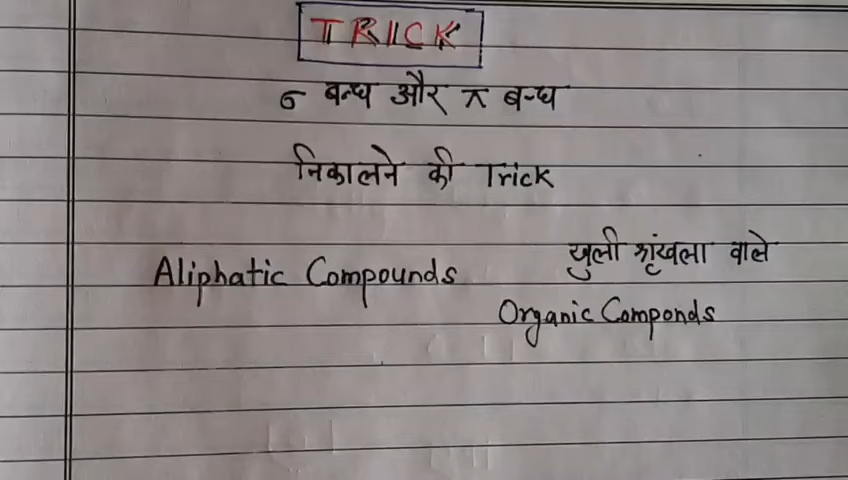 TRICK
σ बन्ध और π बन्ध
निकालने की Trick
Aliphatic Compounds
खुली श्रृंखला वाले
Organic Componds